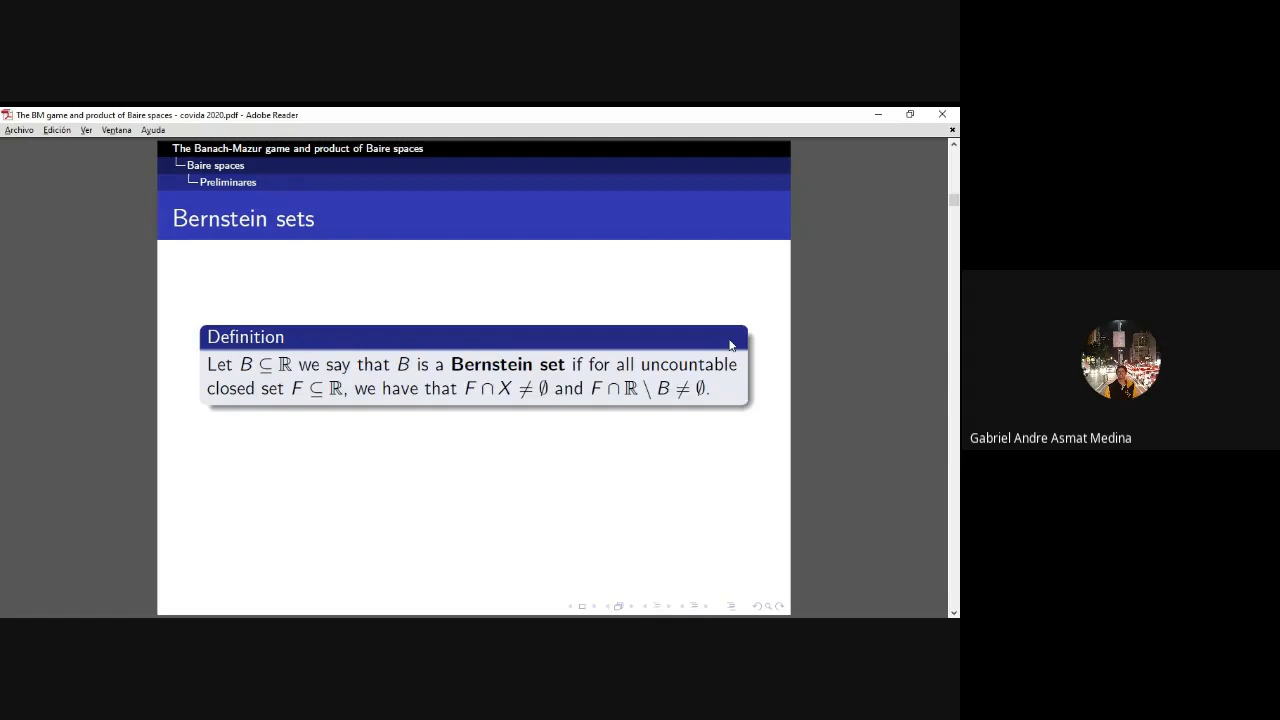 The BM game and product of Baire spaces - covida 2020.pdf - Adobe Reader
Archivo Edición Ver Ventana Ayuda
The Banach-Mazur game and product of Baire spaces
Baire spaces
Preliminares
Bernstein sets
Definition
Let B ⊆ ℝ we say that B is a Bernstein set if for all uncountable
closed set F ⊆ ℝ, we have that F ∩ X ≠ ∅ and F ∩ ℝ \ B ≠ ∅.
Gabriel Andre Asmat Medina